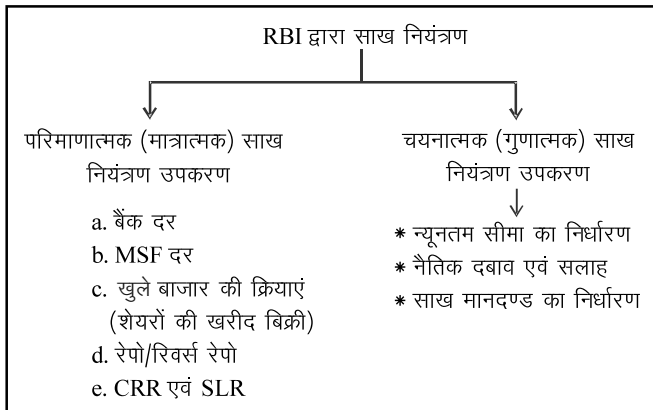 RBI द्वारा साख नियंत्रण
परिमाणात्मक (मात्रात्मक) साख
नियंत्रण उपकरण
a. बैंक दर
b. MSF दर
c. खुले बाजार की क्रियाएं
(शेयरों की खरीद बिक्री)
d. रेपो/रिवर्स रेपो
e. CRR एवं SLR
चयनात्मक (गुणात्मक) साख
नियंत्रण उपकरण
* न्यूनतम सीमा का निर्धारण
* नैतिक दबाव एवं सलाह
* साख मानदण्ड का निर्धारण